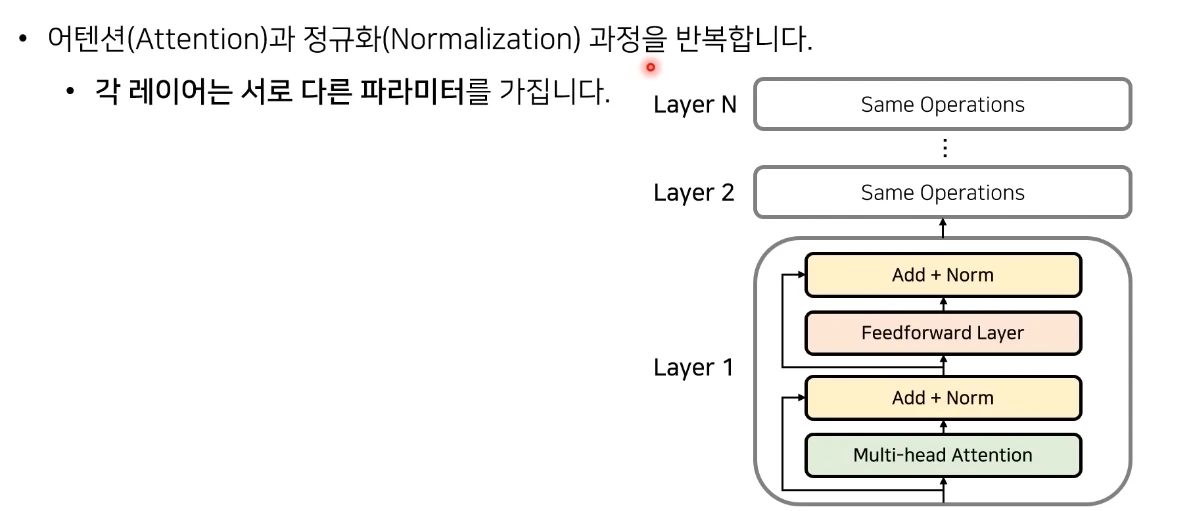 • 어텐션(Attention)과 정규화(Normalization) 과정을 반복합니다.
• 각 레이어는 서로 다른 파라미터를 가집니다.
Layer N
Same Operations
⋮
Layer 2
Same Operations
Layer 1
Add + Norm
Feedforward Layer
Add + Norm
Multi-head Attention